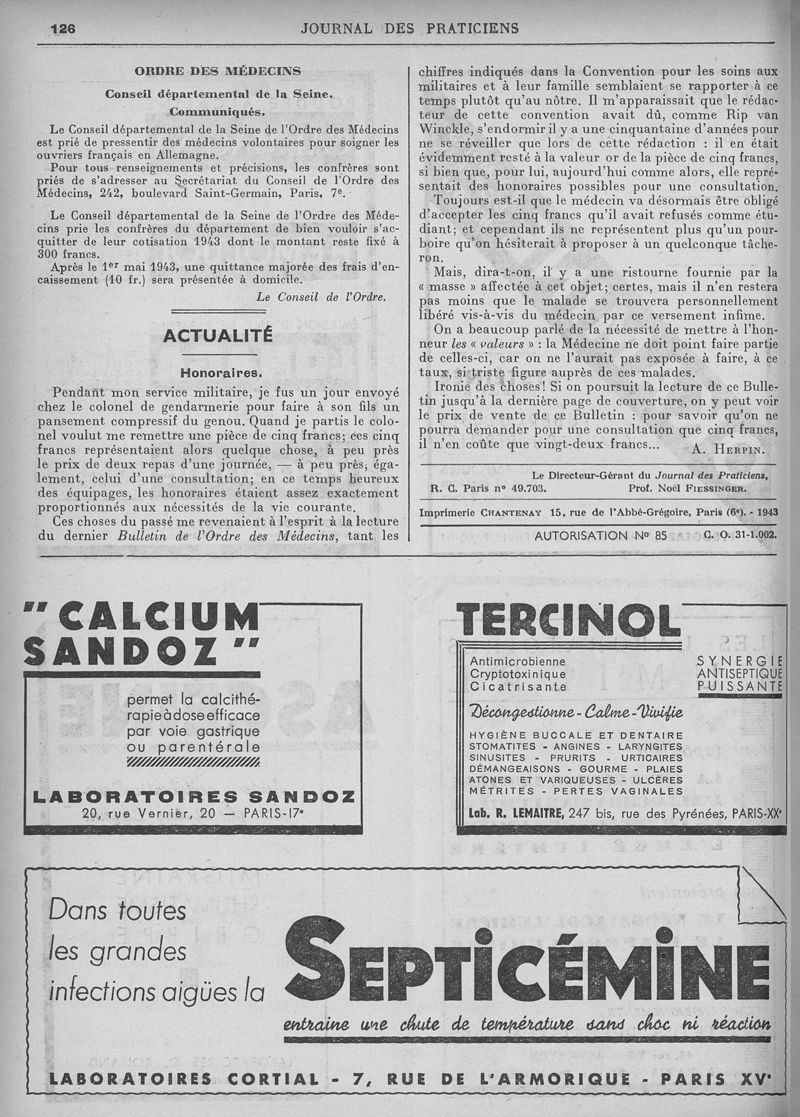 126
JOURNAL DES PRATICIENS
ORDRE DES MÉDECINS
Conseil départemental de la Seine.
Communiqués.
Le Conseil départemental de la Seine de l'Ordre des Médecins
est prié de pressentir des médecins volontaires pour soigner les
ouvriers français en Allemagne.
Pour tous renseignements et précisions, les confrères sont
priés de s'adresser au Secrétariat du Conseil de l'Ordre des
Médecins, 242, boulevard Saint-Germain, Paris, 7e.
Le Conseil départemental de la Seine de l'Ordre des Méde-
cins prie les confrères du département de bien vouloir s'ac-
quitter de leur cotisation 1943 dont le montant reste fixé à
300 francs.
Après le 1er mai 1943, une quittance majorée des frais d'en-
caissement (10 fr.) sera présentée à domicile.
Le Conseil de l'Ordre.
ACTUALITÉ
Honoraires.
Pendant mon service militaire, je fus un jour envoyé
chez le colonel de gendarmerie pour faire à son fils un
pansement compressif du genou. Quand je partis le colo-
nel voulut me remettre une pièce de cinq francs; ces cinq
francs représentaient alors quelque chose, à peu près
le prix de deux repas d'une journée, — à peu près, éga-
lement, celui d'une consultation; en ce temps heureux
des équipages, les honoraires étaient assez exactement
proportionnés aux nécessités de la vie courante.
Ces choses du passé me revenaient à l'esprit à la lecture
du dernier Bulletin de l'Ordre des Médecins, tant les
chiffres indiqués dans la Convention pour les soins aux
militaires et à leur famille semblaient se rapporter à ce
temps plutôt qu'au nôtre. Il m'apparaissait que le rédac-
teur de cette convention avait dû, comme Rip van
Winckle, s'endormir il y a une cinquantaine d'années pour
ne se réveiller que lors de cette rédaction : il en était
évidemment resté à la valeur or de la pièce de cinq francs,
si bien que, pour lui, aujourd'hui comme alors, elle repré-
sentait des honoraires possibles pour une consultation.
Toujours est-il que le médecin va désormais être obligé
d'accepter les cinq francs qu'il avait refusés comme étu-
diant; et cependant ils ne représentent plus qu'un pour-
boire qu'on hésiterait à proposer à un quelconque tâche-
ron.
Mais, dira-t-on, il y a une ristourne fournie par la
« masse » affectée à cet objet; certes, mais il n'en restera
pas moins que le malade se trouvera personnellement
libéré vis-à-vis du médecin par ce versement infime.
On a beaucoup parlé de la nécessité de mettre à l'hon-
neur les « valeurs » : la Médecine ne doit point faire partie
de celles-ci, car on ne l'aurait pas exposée à faire, à ce
taux, si triste figure auprès de ces malades.
Ironie des choses! Si on poursuit la lecture de ce Bulle-
tin jusqu'à la dernière page de couverture, on y peut voir
le prix de vente de ce Bulletin : pour savoir qu'on ne
pourra demander pour une consultation que cinq francs,
il n'en coûte que vingt-deux francs...
A. HERPIN.
Le Directeur-Gérant du Journal des Praticiens,
R. C. Paris n° 49.703. Prof. Noël FIESSINGER.
Imprimerie CHANTENAY 15, rue de l'Abbé-Grégoire, Paris (6e). - 1943
AUTORISATION N° 85 C. O. 31-1.002.
"CALCIUM
SANDOZ"
permet la calcithé-
rapie à dose efficace
par voie gastrique
ou parentérale
LABORATOIRES SANDOZ
20, rue Vernier, 20 — PARIS-17e
TERCINOL
Antimicrobienne
Cryptotoxinique
Cicatrisante
SYNERGIE
ANTISEPTIQUE
PUISSANTE
Décongestionne - Calme - Vivifie
HYGIÈNE BUCCALE ET DENTAIRE
STOMATITES - ANGINES - LARYNGITES
SINUSITES - PRURITS - URTICAIRES
DÉMANGEAISONS - GOURME - PLAIES
ATONES ET VARIQUEUSES - ULCÈRES
MÉTRITES - PERTES VAGINALES
Lab. R. LEMAITRE, 247 bis, rue des Pyrénées, PARIS-XXe
Dans toutes
les grandes
infections aigües la
SEPTICÉMINE
entraine une chute de température sans choc ni réaction
LABORATOIRES CORTIAL - 7, RUE DE L'ARMORIQUE - PARIS XVe